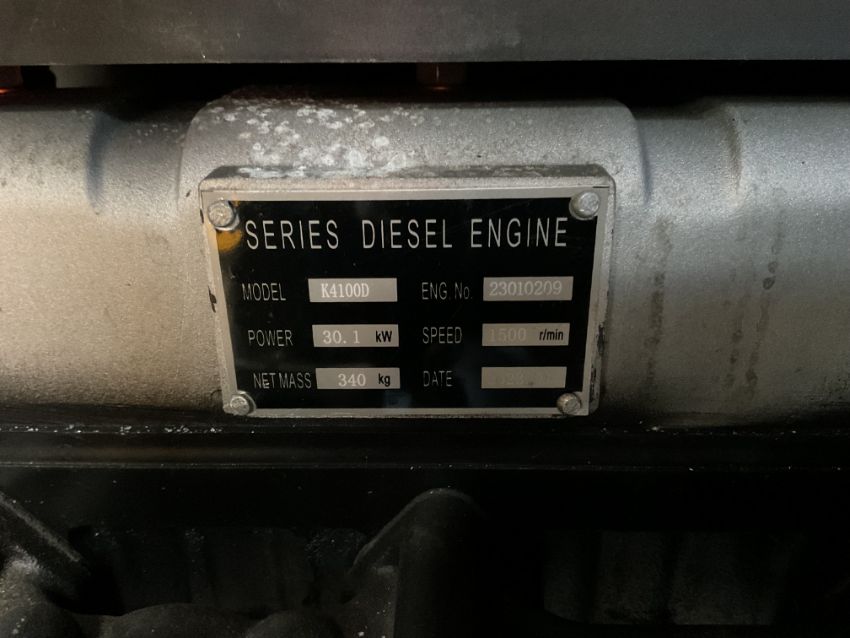 SERIES DIESEL ENGINE
MODEL K4100D ENG. No. 23010209
POWER 30.1 kW SPEED 1500 r/min
NET MASS 340 kg DATE